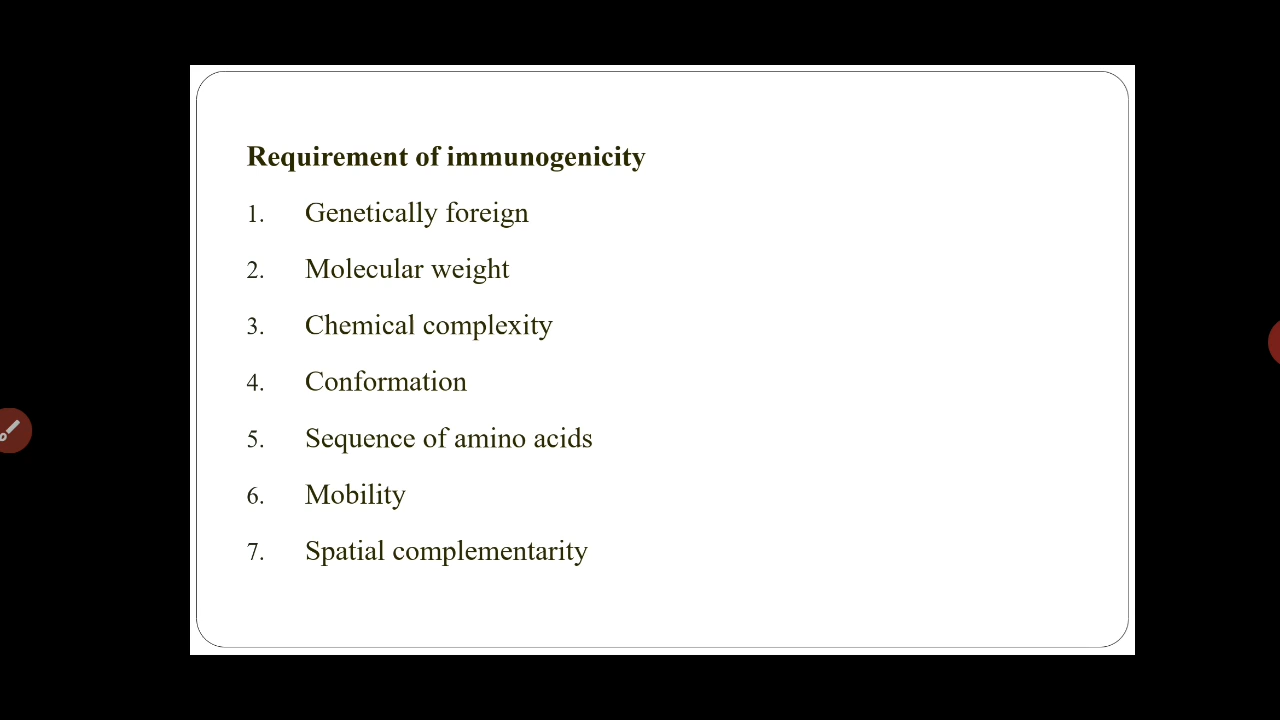 Requirement of immunogenicity
1. Genetically foreign
2. Molecular weight
3. Chemical complexity
4. Conformation
5. Sequence of amino acids
6. Mobility
7. Spatial complementarity